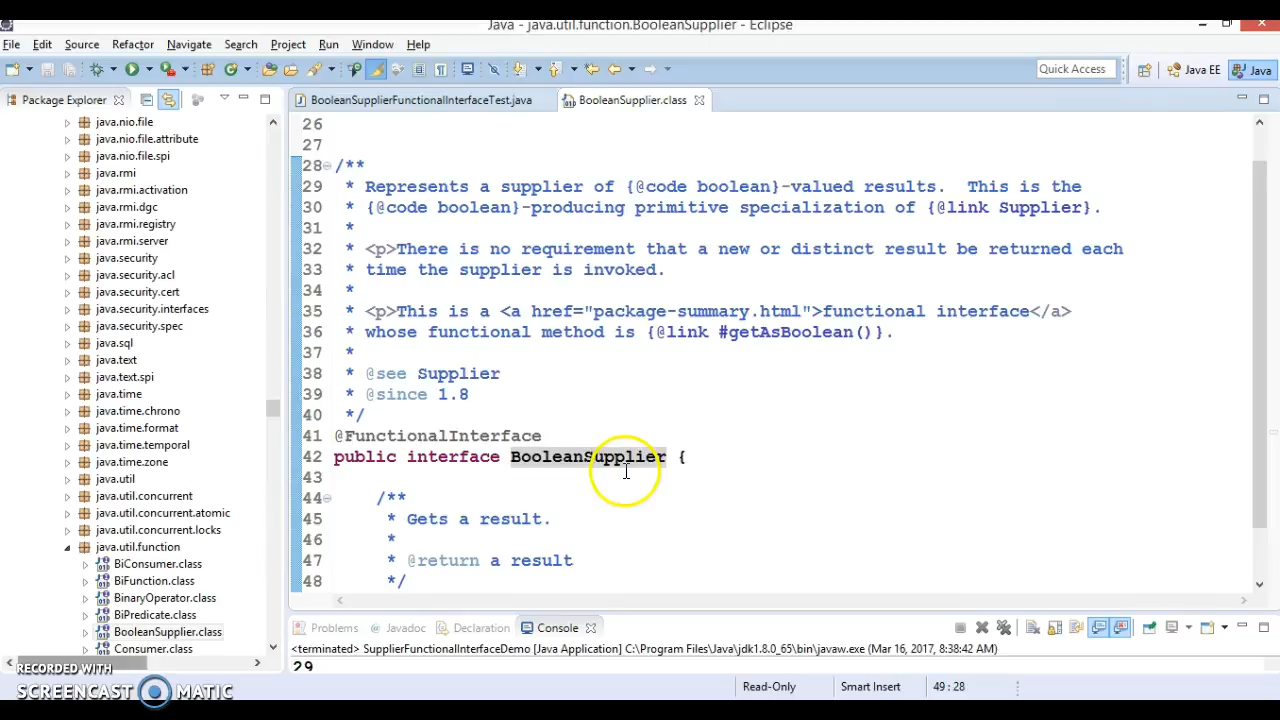 Java - java.util.function.BooleanSupplier - Eclipse
File Edit Source Refactor Navigate Search Project Run Window Help
Quick Access Java EE Java
Package Explorer
BooleanSupplierFunctionalInterfaceTest.java BooleanSupplier.class
java.nio.file
java.nio.file.attribute
java.nio.file.spi
java.rmi
java.rmi.activation
java.rmi.dgc
java.rmi.registry
java.rmi.server
java.security
java.security.acl
java.security.cert
java.security.interfaces
java.security.spec
java.sql
java.text
java.text.spi
java.time
java.time.chrono
java.time.format
java.time.temporal
java.time.zone
java.util
java.util.concurrent
java.util.concurrent.atomic
java.util.concurrent.locks
java.util.function
BiConsumer.class
BiFunction.class
BinaryOperator.class
BiPredicate.class
BooleanSupplier.class
Consumer.class
26
27
28 /**
29 * Represents a supplier of {@code boolean}-valued results.  This is the
30 * {@code boolean}-producing primitive specialization of {@link Supplier}.
31 *
32 * <p>There is no requirement that a new or distinct result be returned each
33 * time the supplier is invoked.
34 *
35 * <p>This is a <a href="package-summary.html">functional interface</a>
36 * whose functional method is {@link #getAsBoolean()}.
37 *
38 * @see Supplier
39 * @since 1.8
40 */
41 @FunctionalInterface
42 public interface BooleanSupplier {
43
44 /**
45 * Gets a result.
46 *
47 * @return a result
48 */
Problems Javadoc Declaration Console
<terminated> SupplierFunctionalInterfaceDemo [Java Application] C:\Program Files\Java\jdk1.8.0_65\bin\javaw.exe (Mar 16, 2017, 8:38:42 AM)
29
Read-Only Smart Insert 49 : 28
RECORDED WITH
SCREENCAST MATIC